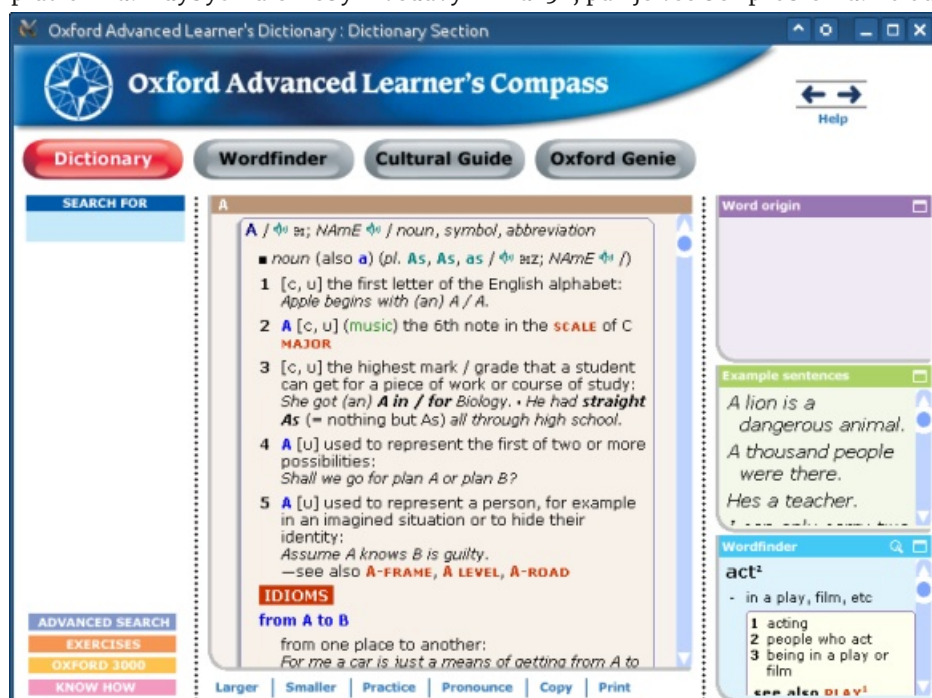 Oxford Advanced Learner's Dictionary : Dictionary Section
Oxford Advanced Learner's Compass
Help
Dictionary
Wordfinder
Cultural Guide
Oxford Genie
SEARCH FOR
ADVANCED SEARCH
EXERCISES
OXFORD 3000
KNOW HOW
A
A / eɪ; NAmE / noun, symbol, abbreviation
■ noun (also a) (pl. As, A's, a's / eɪz; NAmE /)
1 [C, U] the first letter of the English alphabet:
Apple begins with (an) A / A.
2 A [C, U] (music) the 6th note in the SCALE of C
MAJOR
3 [C, U] the highest mark / grade that a student
can get for a piece of work or course of study:
She got (an) A in / for Biology. • He had straight
As (= nothing but As) all through high school.
4 A [U] used to represent the first of two or more
possibilities:
Shall we go for plan A or plan B?
5 A [U] used to represent a person, for example
in an imagined situation or to hide their
identity:
Assume A knows B is guilty.
—see also A-FRAME, A LEVEL, A-ROAD
IDIOMS
from A to B
from one place to another:
For me a car is just a means of getting from A to
Larger | Smaller | Practice | Pronounce | Copy | Print
Word origin
Example sentences
A lion is a
dangerous animal.
A thousand people
were there.
Hes a teacher.
Wordfinder
act²
- in a play, film, etc
1 acting
2 people who act
3 being in a play or
film
see also PLAY¹